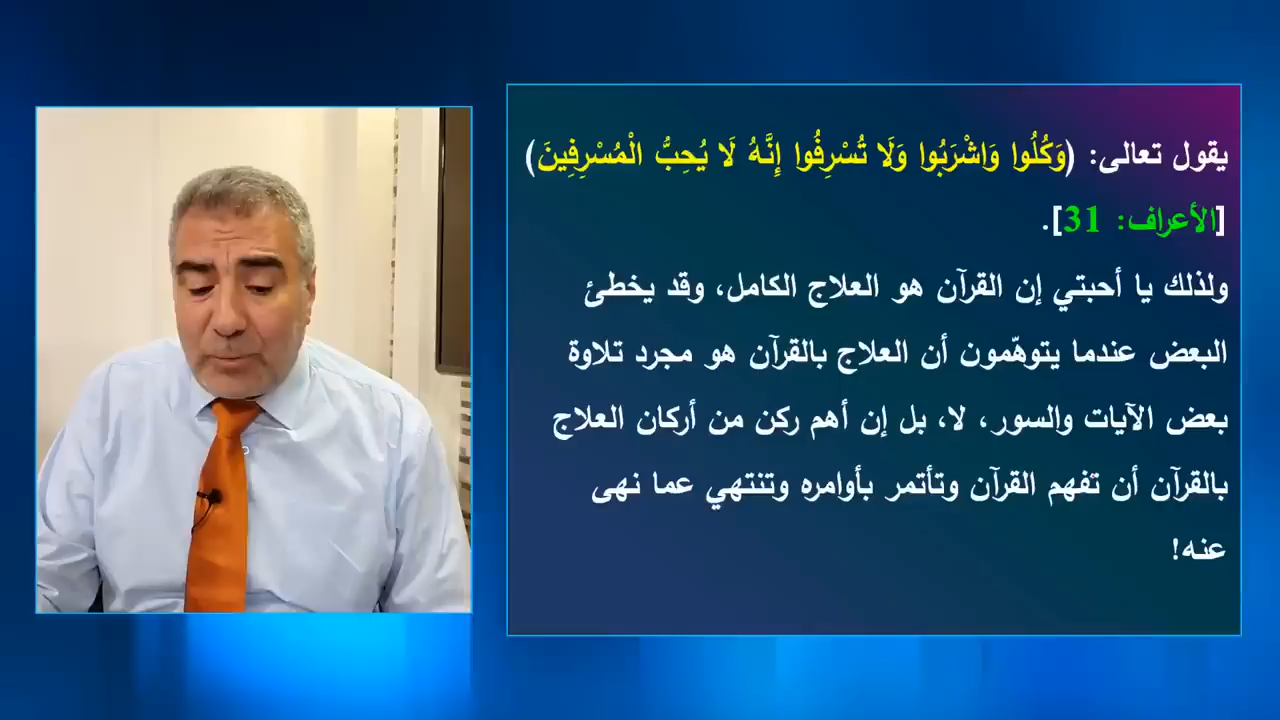 يقول تعالى: (وَكُلُوا وَاشْرَبُوا وَلَا تُسْرِفُوا إِنَّهُ لَا يُحِبُّ الْمُسْرِفِينَ)
[الأعراف: 31].
ولذلك يا أحبتي إن القرآن هو العلاج الكامل، وقد يخطئ
البعض عندما يتوهّمون أن العلاج بالقرآن هو مجرد تلاوة
بعض الآيات والسور، لا، بل إن أهم ركن من أركان العلاج
بالقرآن أن تفهم القرآن وتأتمر بأوامره وتنتهي عما نهى
عنه!